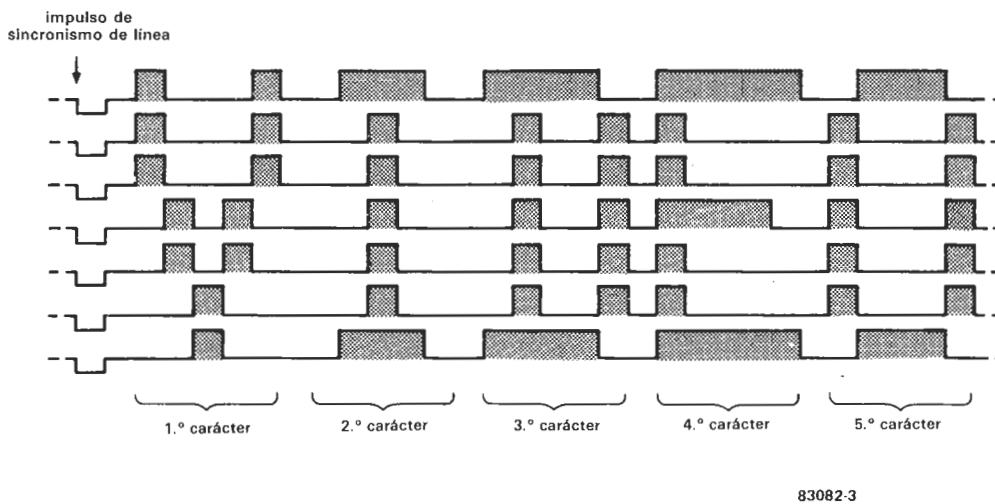 impulso de
sincronismo de línea
1.º carácter
2.º carácter
3.º carácter
4.º carácter
5.º carácter
83082-3